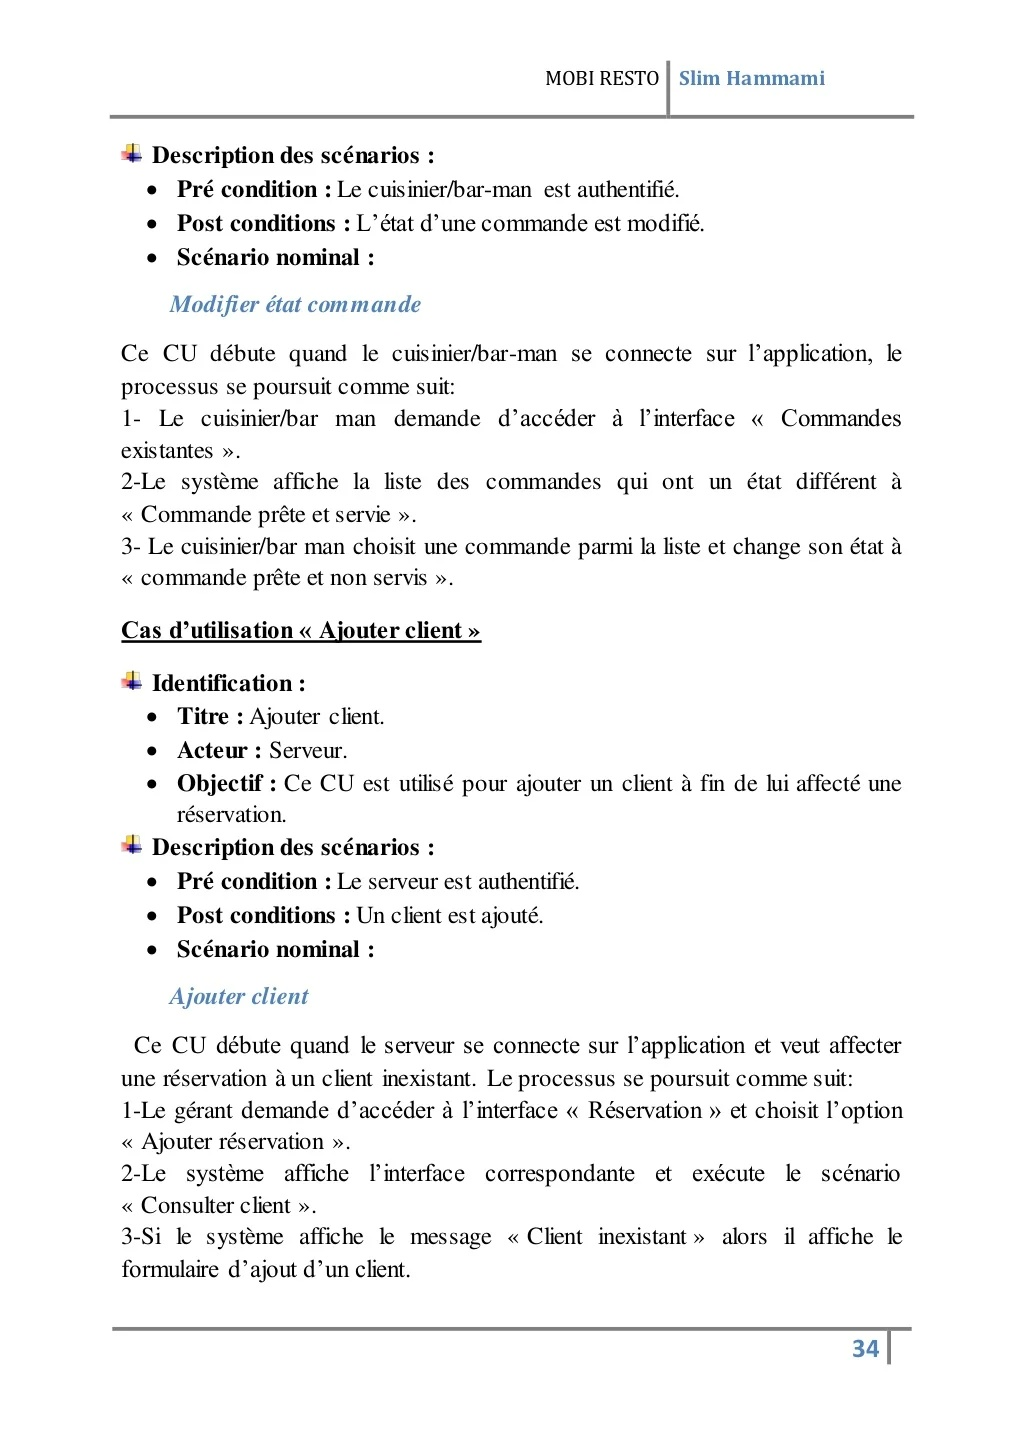 MOBI RESTO Slim Hammami
Description des scénarios :
• Pré condition : Le cuisinier/bar-man est authentifié.
• Post conditions : L’état d’une commande est modifié.
• Scénario nominal :
Modifier état commande
Ce CU débute quand le cuisinier/bar-man se connecte sur l’application, le
processus se poursuit comme suit:
1- Le cuisinier/bar man demande d’accéder à l’interface « Commandes
existantes ».
2-Le système affiche la liste des commandes qui ont un état différent à
« Commande prête et servie ».
3- Le cuisinier/bar man choisit une commande parmi la liste et change son état à
« commande prête et non servis ».
Cas d’utilisation « Ajouter client »
Identification :
• Titre : Ajouter client.
• Acteur : Serveur.
• Objectif : Ce CU est utilisé pour ajouter un client à fin de lui affecté une
réservation.
Description des scénarios :
• Pré condition : Le serveur est authentifié.
• Post conditions : Un client est ajouté.
• Scénario nominal :
Ajouter client
Ce CU débute quand le serveur se connecte sur l’application et veut affecter
une réservation à un client inexistant. Le processus se poursuit comme suit:
1-Le gérant demande d’accéder à l’interface « Réservation » et choisit l’option
« Ajouter réservation ».
2-Le système affiche l’interface correspondante et exécute le scénario
« Consulter client ».
3-Si le système affiche le message « Client inexistant » alors il affiche le
formulaire d’ajout d’un client.
34